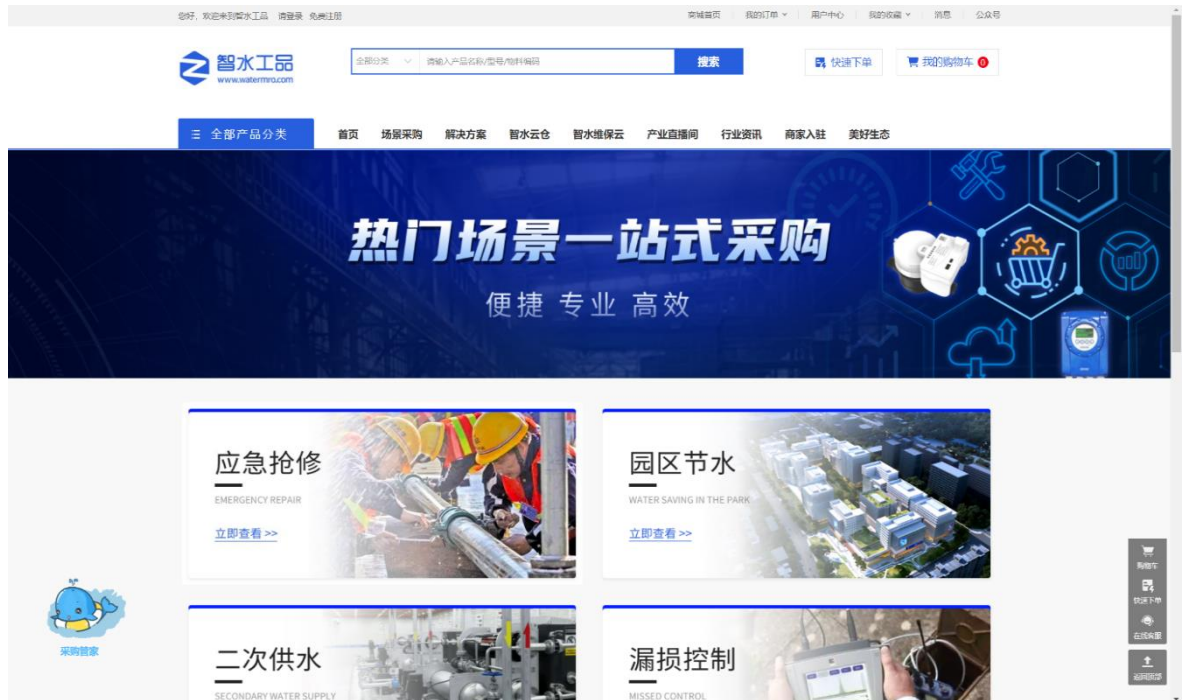 您好，欢迎来到智水工品 请登录 免费注册
商城首页 我的订单 用户中心 我的收藏 消息 公众号
智水工品
www.watermro.com
全部分类 请输入产品名称/型号/物料编码 搜索
快速下单 我的购物车 0
全部产品分类 首页 场景采购 解决方案 智水云仓 智水维保云 产业直播间 行业资讯 商家入驻 美好生态
热门场景一站式采购
便捷 专业 高效
应急抢修
EMERGENCY REPAIR
立即查看 >>
园区节水
WATER SAVING IN THE PARK
立即查看 >>
二次供水
SECONDARY WATER SUPPLY
漏损控制
MISSED CONTROL
采购管家
购物车
快速下单
在线客服
返回顶部